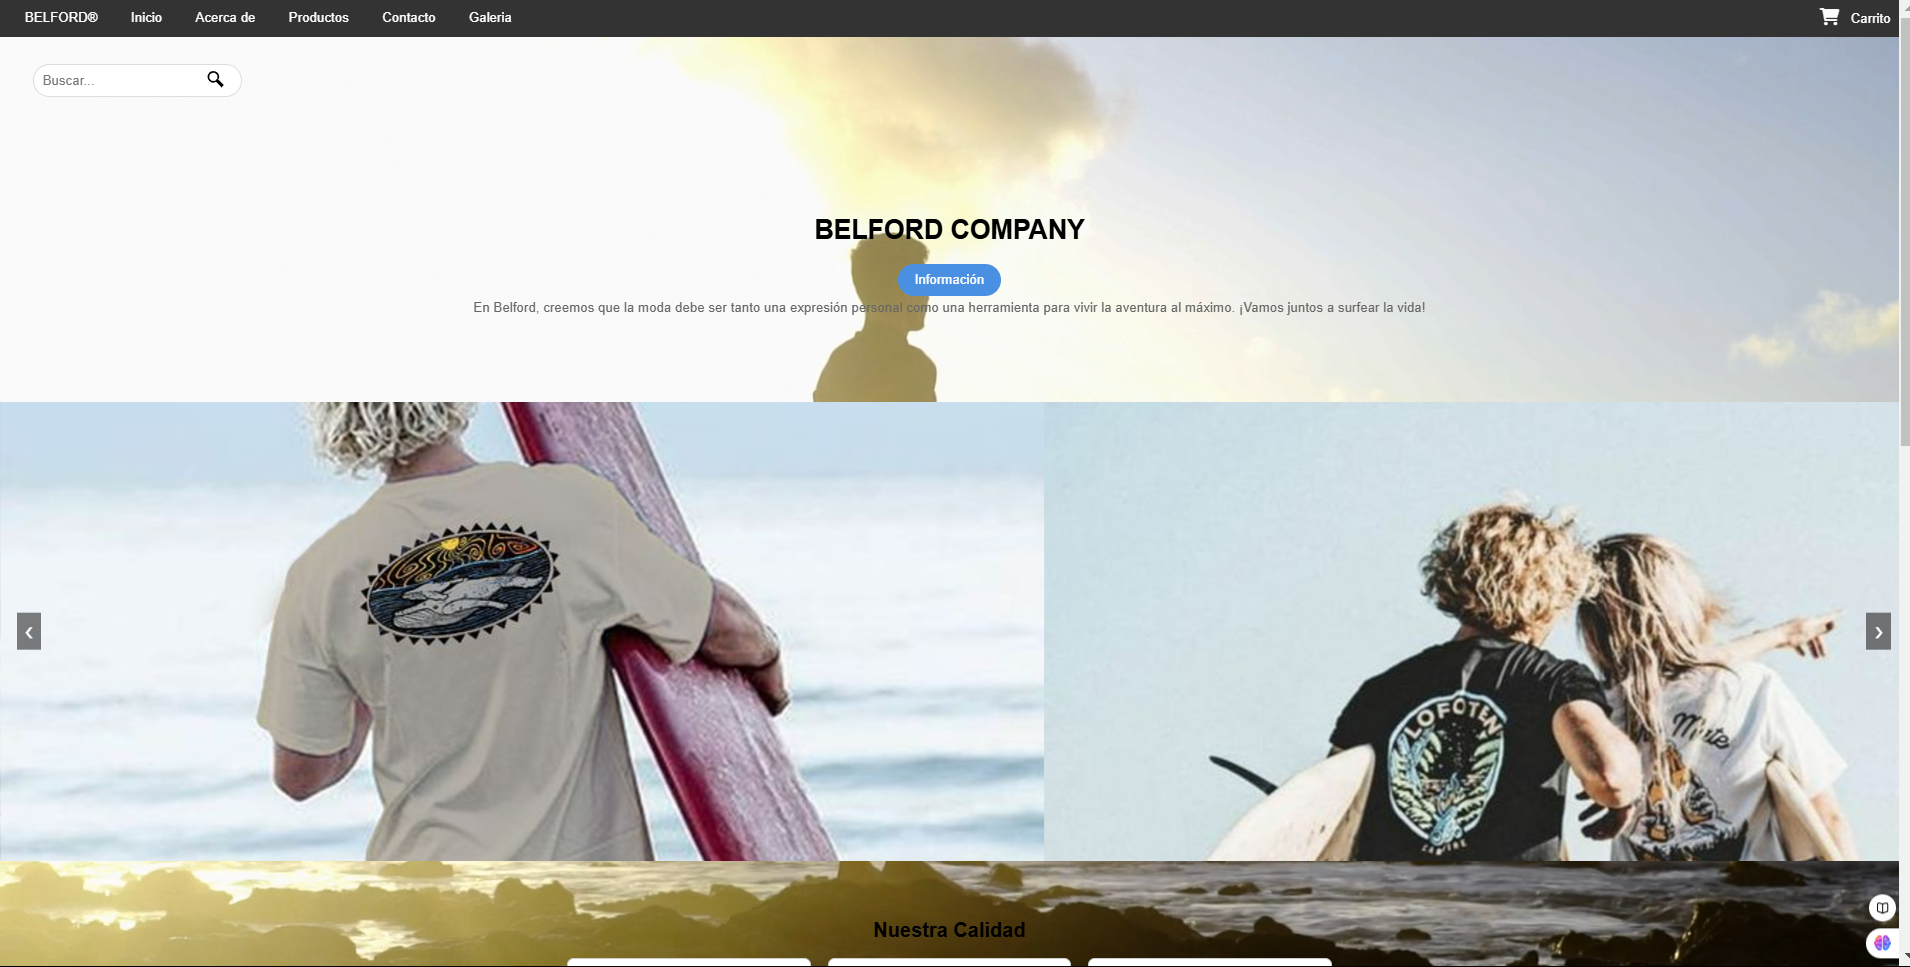 BELFORD® Inicio Acerca de Productos Contacto Galeria Carrito
Buscar...
BELFORD COMPANY
Información
En Belford, creemos que la moda debe ser tanto una expresión personal como una herramienta para vivir la aventura al máximo. ¡Vamos juntos a surfear la vida!
❮ ❯
LOFOTEN
Nuestra Calidad